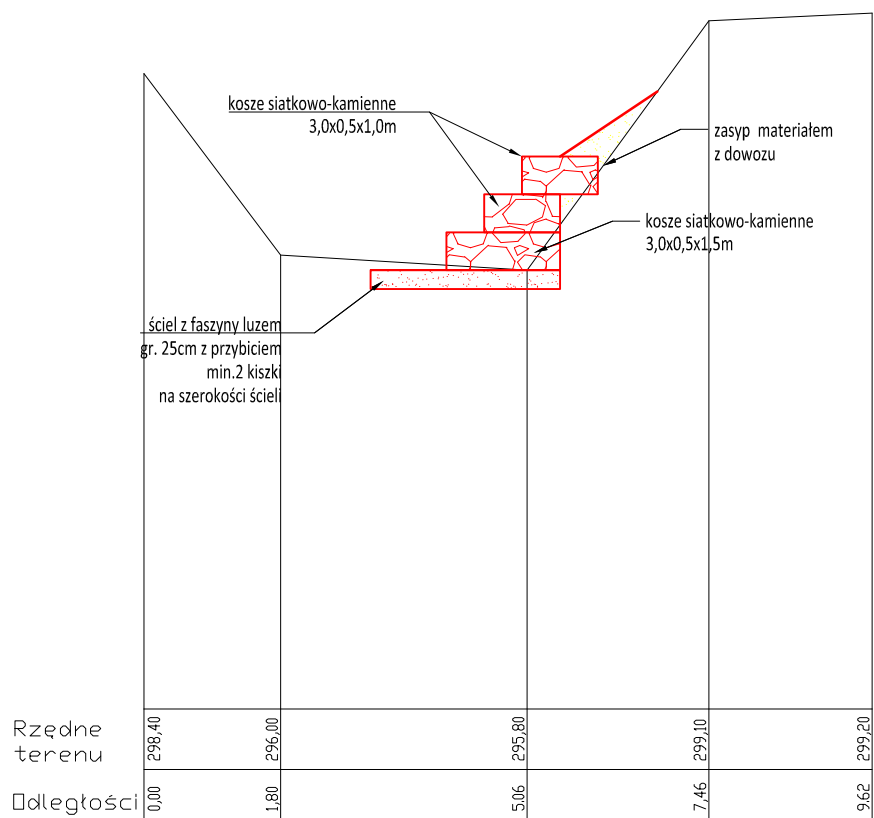 kosze siatkowo-kamienne
3,0x0,5x1,0m
zasyp materiałem
z dowozu
kosze siatkowo-kamienne
3,0x0,5x1,5m
ściel z faszyny luzem
gr. 25cm z przybiciem
min.2 kiszki
na szerokości ścieli
Rzędne
terenu
298,40
296,00
295,80
299,10
299,20
Odległości
0,00
1,80
5.06
7,46
9.62